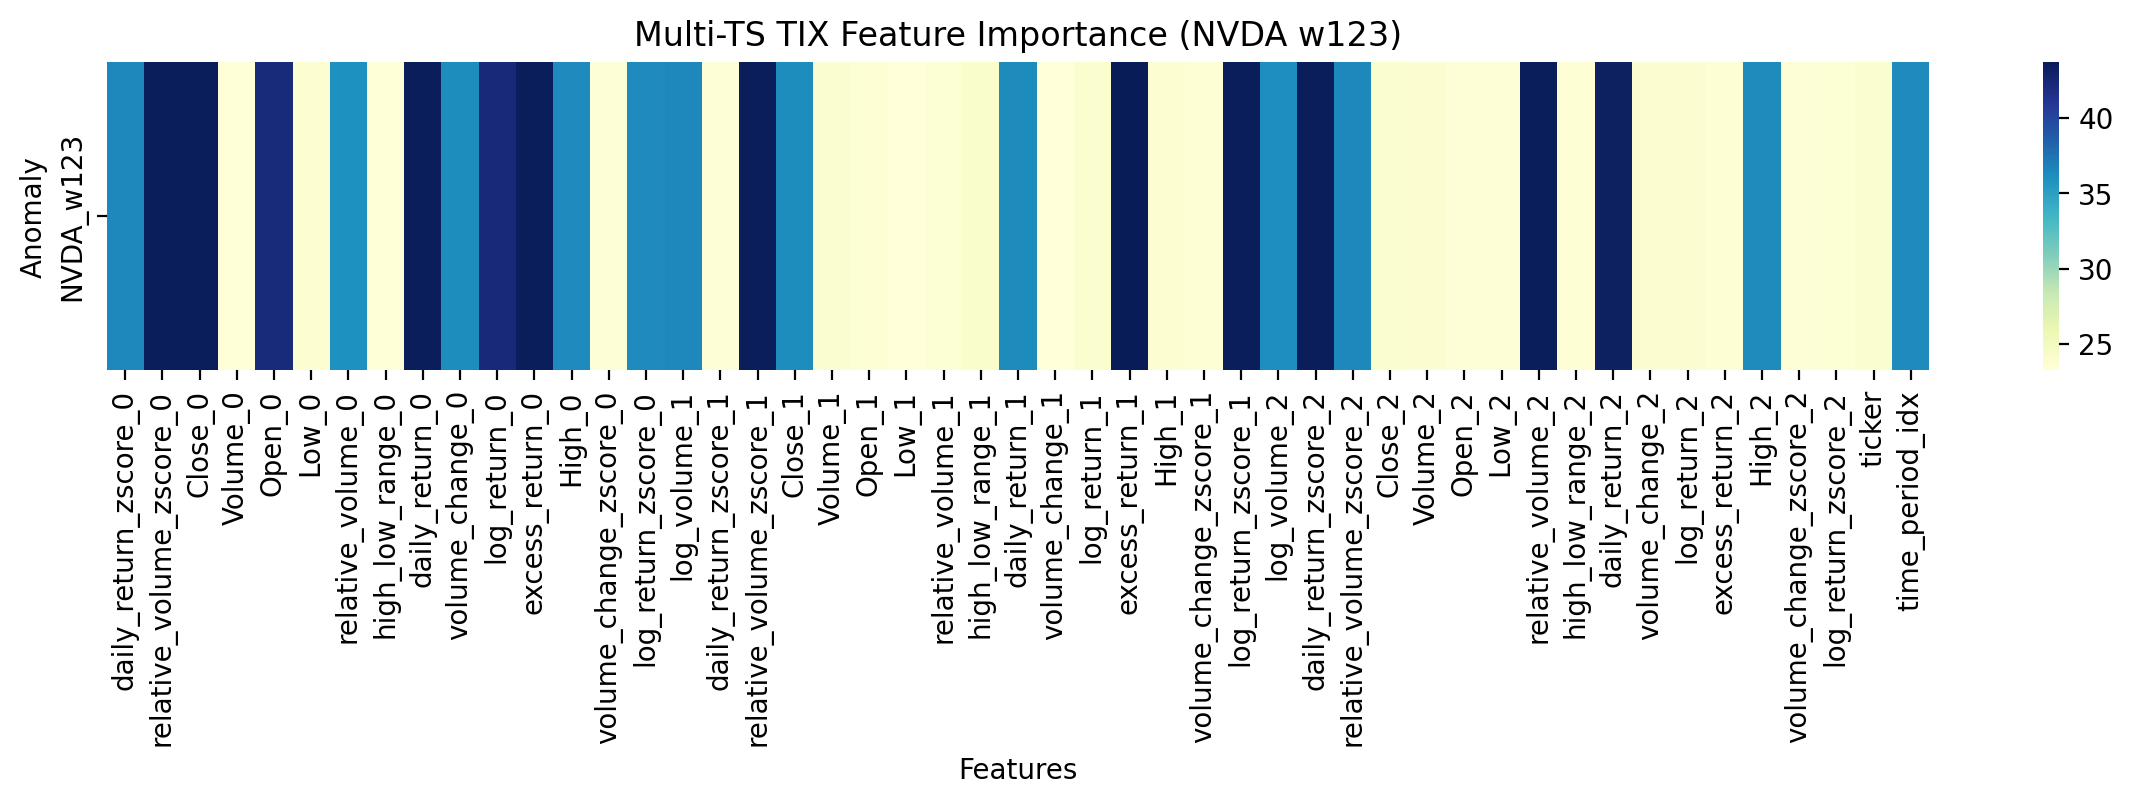 Multi-TS TIX Feature Importance (NVDA w123)
Anomaly
NVDA_w123
40
35
30
25
daily_return_zscore_0
relative_volume_zscore_0
Close_0
Volume_0
Open_0
Low_0
relative_volume_0
high_low_range_0
daily_return_0
volume_change_0
log_return_0
excess_return_0
High_0
volume_change_zscore_0
log_return_zscore_0
log_volume_1
daily_return_zscore_1
relative_volume_zscore_1
Close_1
Volume_1
Open_1
Low_1
relative_volume_1
high_low_range_1
daily_return_1
volume_change_1
log_return_1
excess_return_1
High_1
volume_change_zscore_1
log_return_zscore_1
log_volume_2
daily_return_zscore_2
relative_volume_zscore_2
Close_2
Volume_2
Open_2
Low_2
relative_volume_2
high_low_range_2
daily_return_2
volume_change_2
log_return_2
excess_return_2
High_2
volume_change_zscore_2
log_return_zscore_2
ticker
time_period_idx
Features